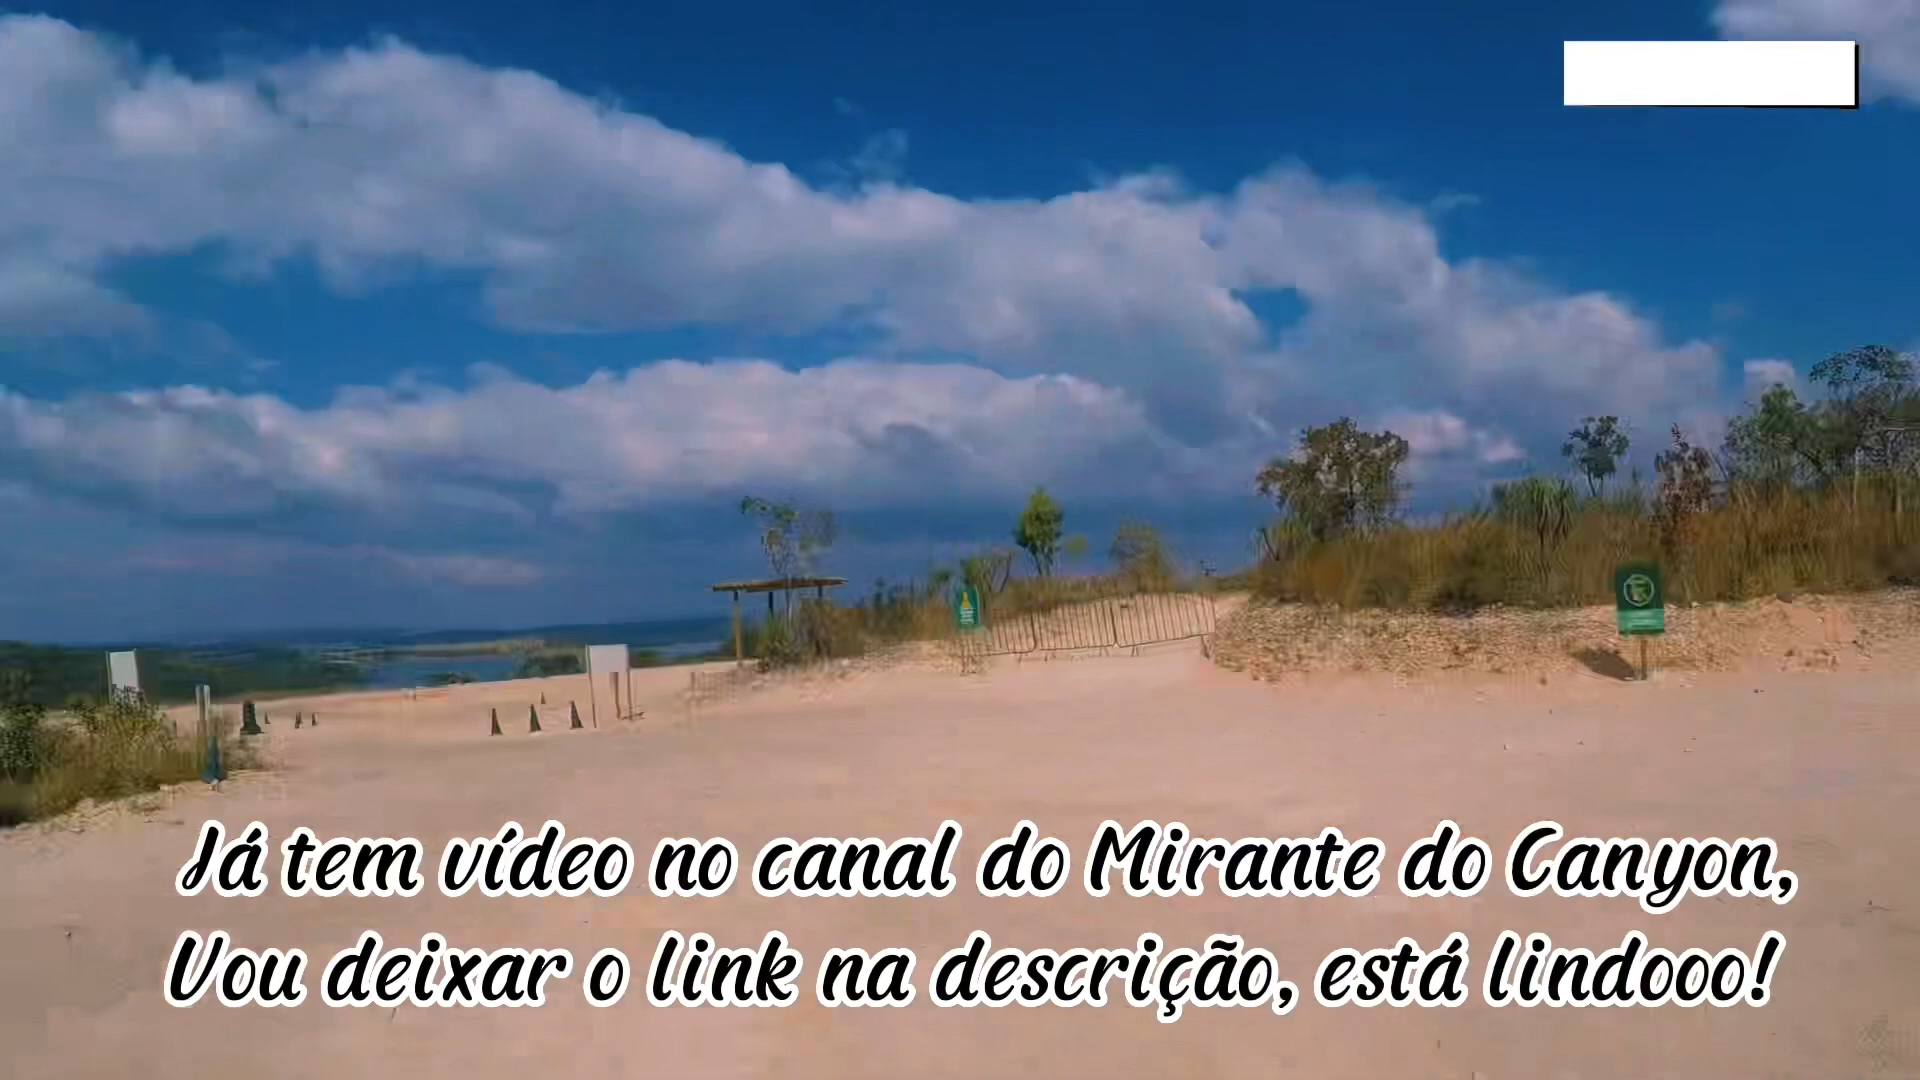 Já tem vídeo no canal do Mirante do Canyon,
Vou deixar o link na descrição, está lindooo!